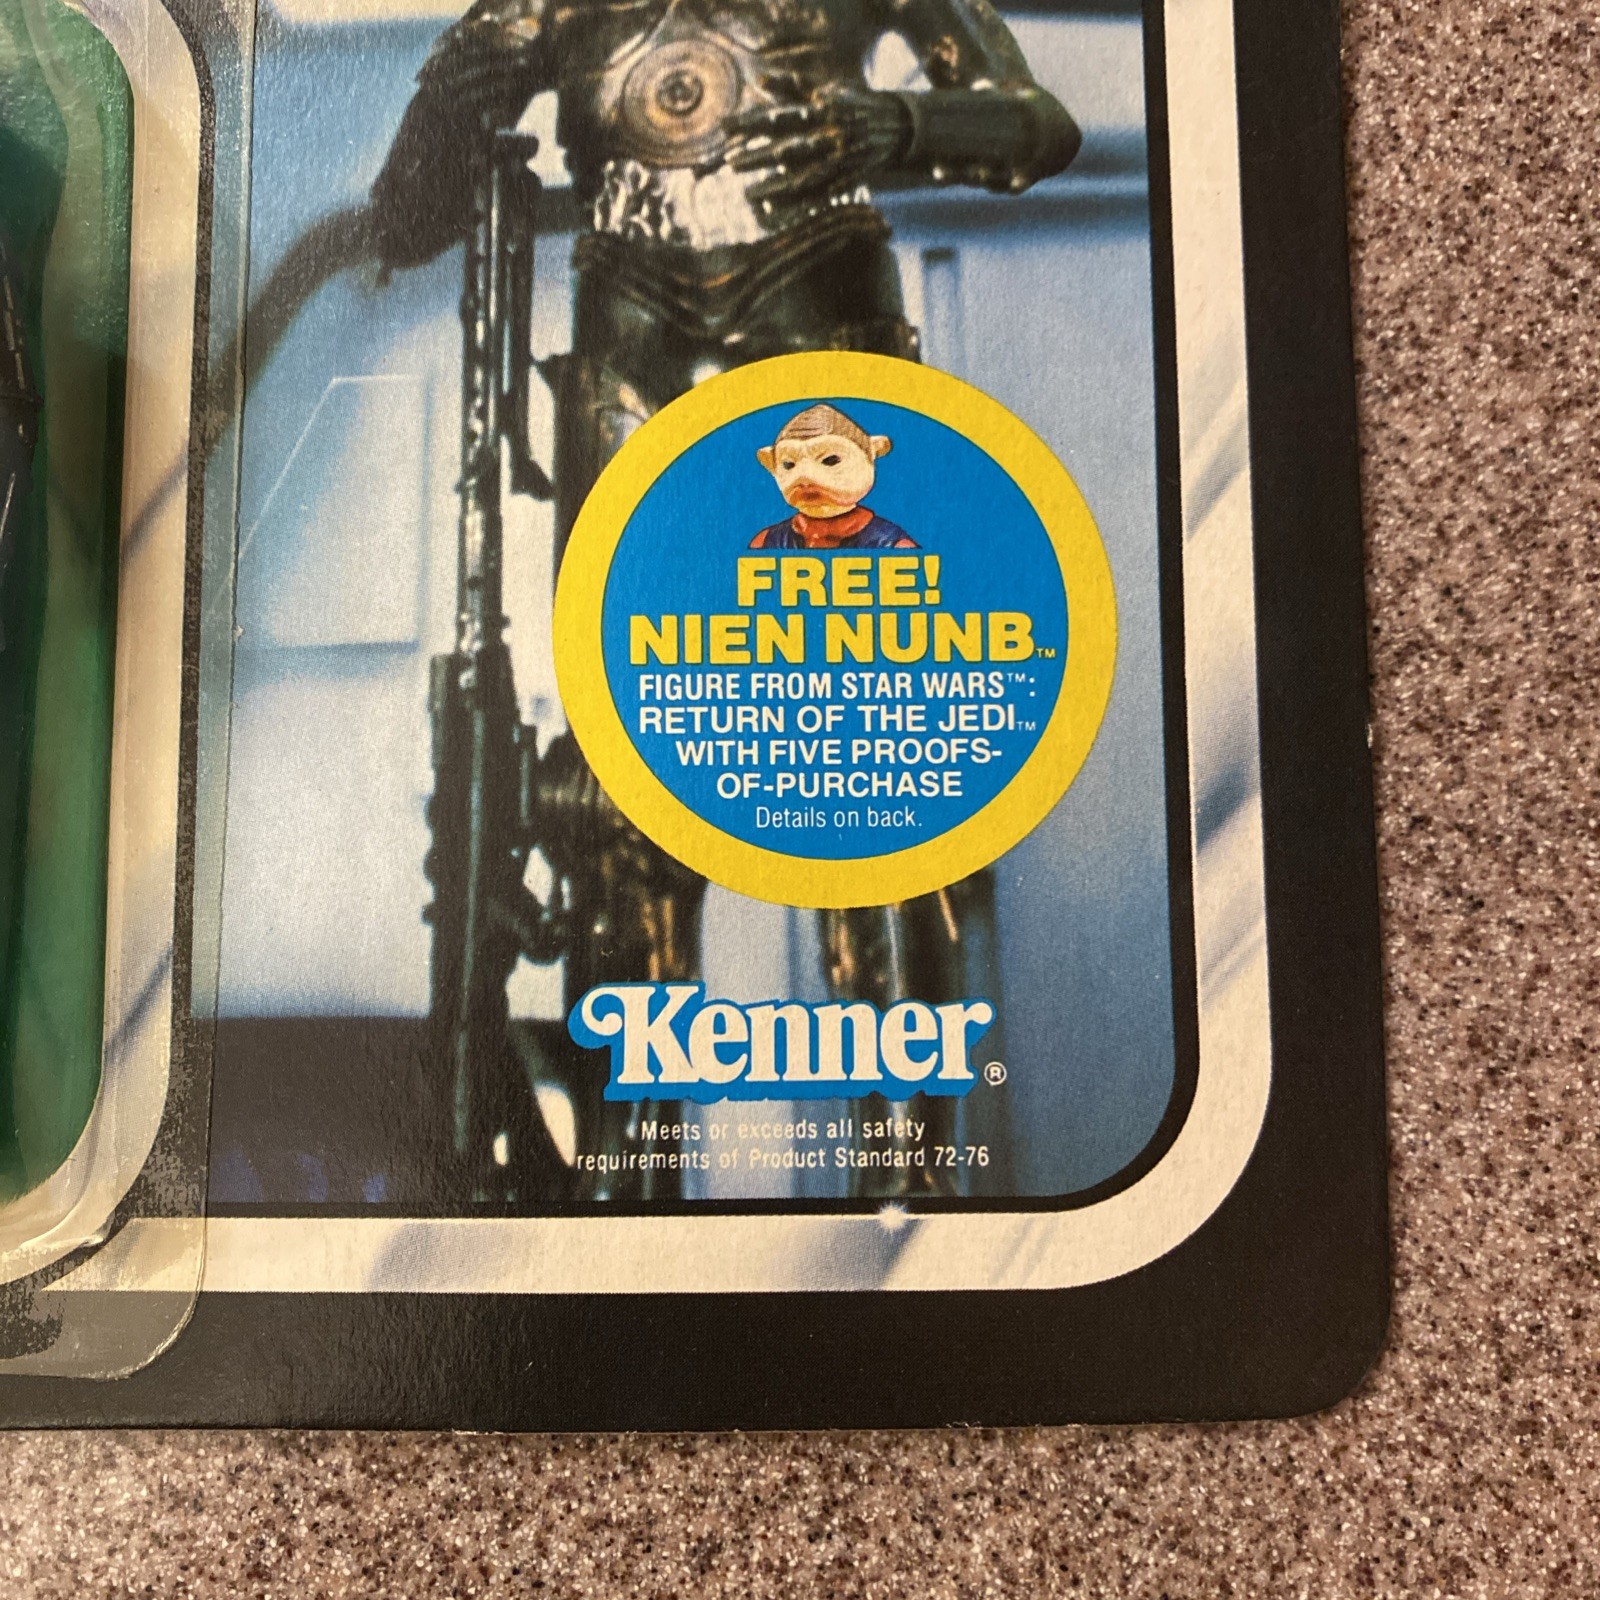 FREE!
NIEN NUNB™
FIGURE FROM STAR WARS™:
RETURN OF THE JEDI™
WITH FIVE PROOFS-
OF-PURCHASE
Details on back.
Kenner®
Meets or exceeds all safety
requirements of Product Standard 72-76